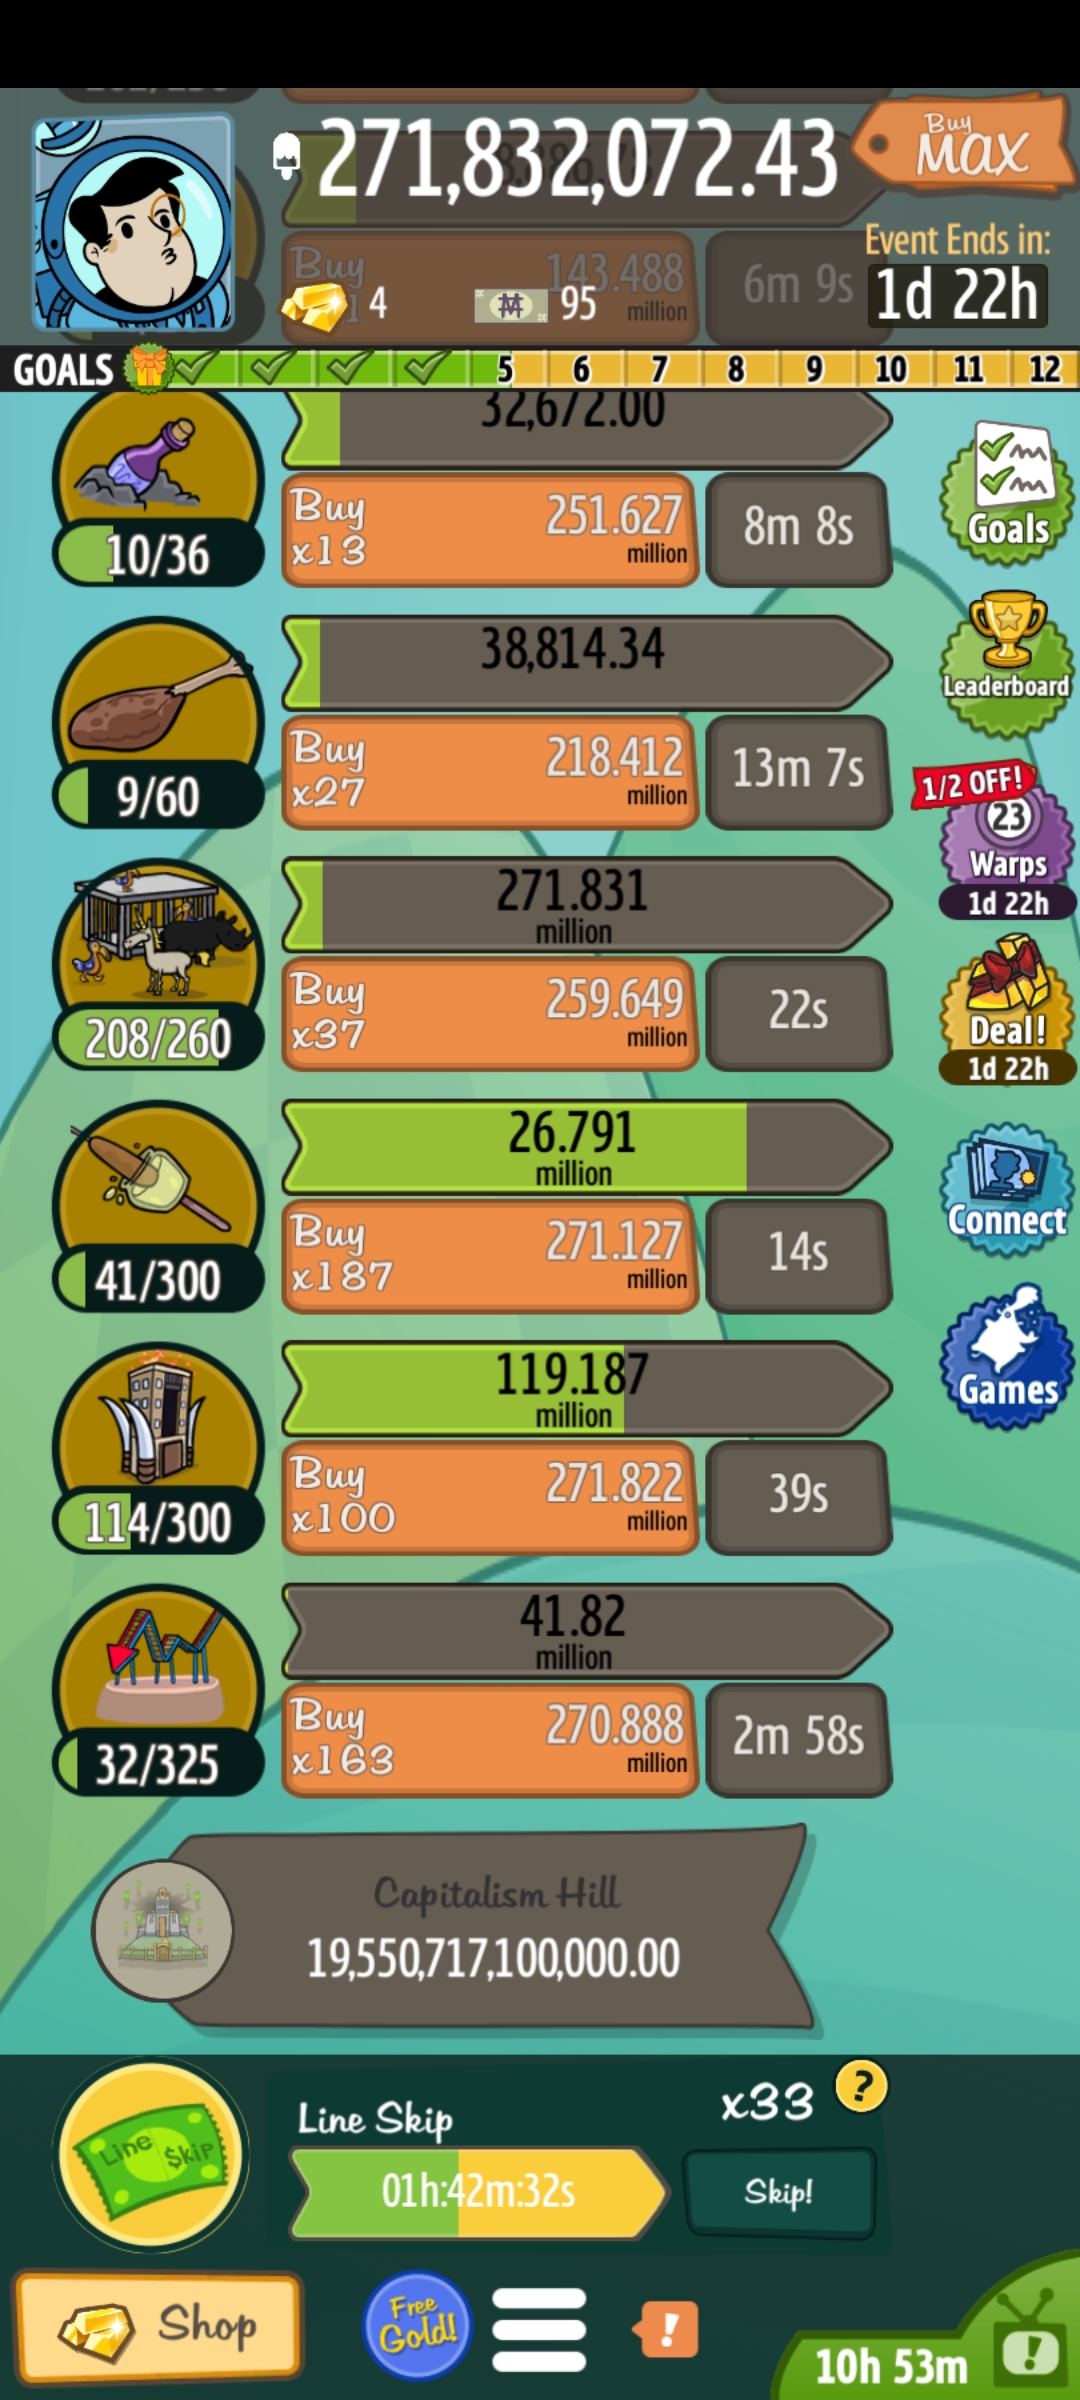 271,832,072.43
Buy
MAX
Buy
143.488
million
6m 9s
4
95
Event Ends in:
1d 22h
GOALS
5 6 7 8 9 10 11 12
32,672.00
10/36
Buy
x13
251.627
million
8m 8s
Goals
38,814.34
9/60
Buy
x27
218.412
million
13m 7s
Leaderboard
1/2 OFF!
23
Warps
1d 22h
271.831
million
208/260
Buy
x37
259.649
million
22s
Deal!
1d 22h
26.791
million
41/300
Buy
x187
271.127
million
14s
Connect
119.187
million
114/300
Buy
x100
271.822
million
39s
Games
41.82
million
32/325
Buy
x163
270.888
million
2m 58s
Capitalism Hill
19,550,717,100,000.00
Line $kip
Line Skip
x33
?
01h:42m:32s
Skip!
Shop
Free
Gold!
!
10h 53m
!